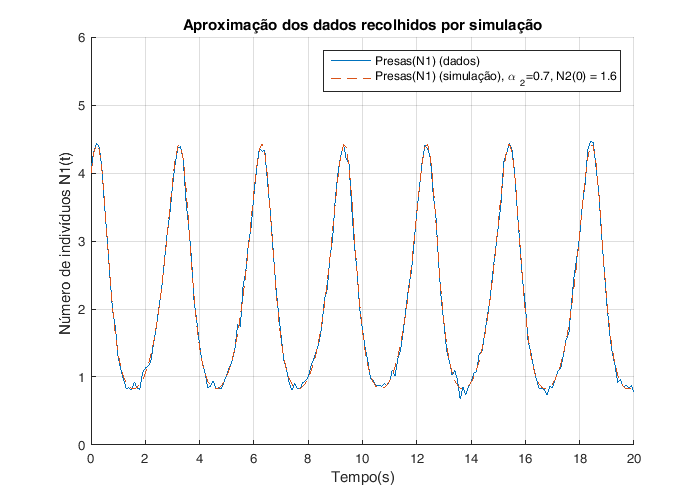 Aproximação dos dados recolhidos por simulação
Presas(N1) (dados)
Presas(N1) (simulação), α 2=0.7, N2(0) = 1.6
Número de indivíduos N1(t)
6
5
4
3
2
1
0
0 2 4 6 8 10 12 14 16 18 20
Tempo(s)